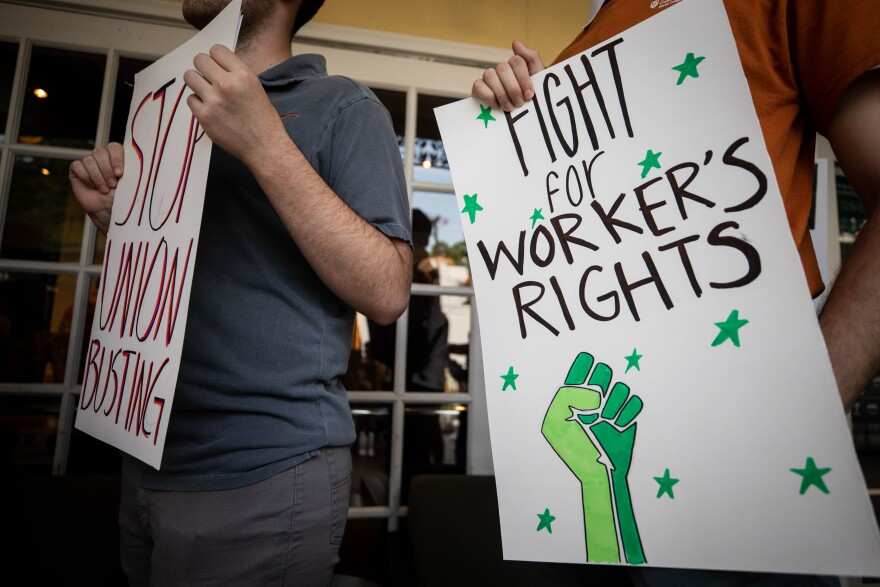 STOP
UNION
BUSTING
FIGHT
FOR
WORKER'S
RIGHTS